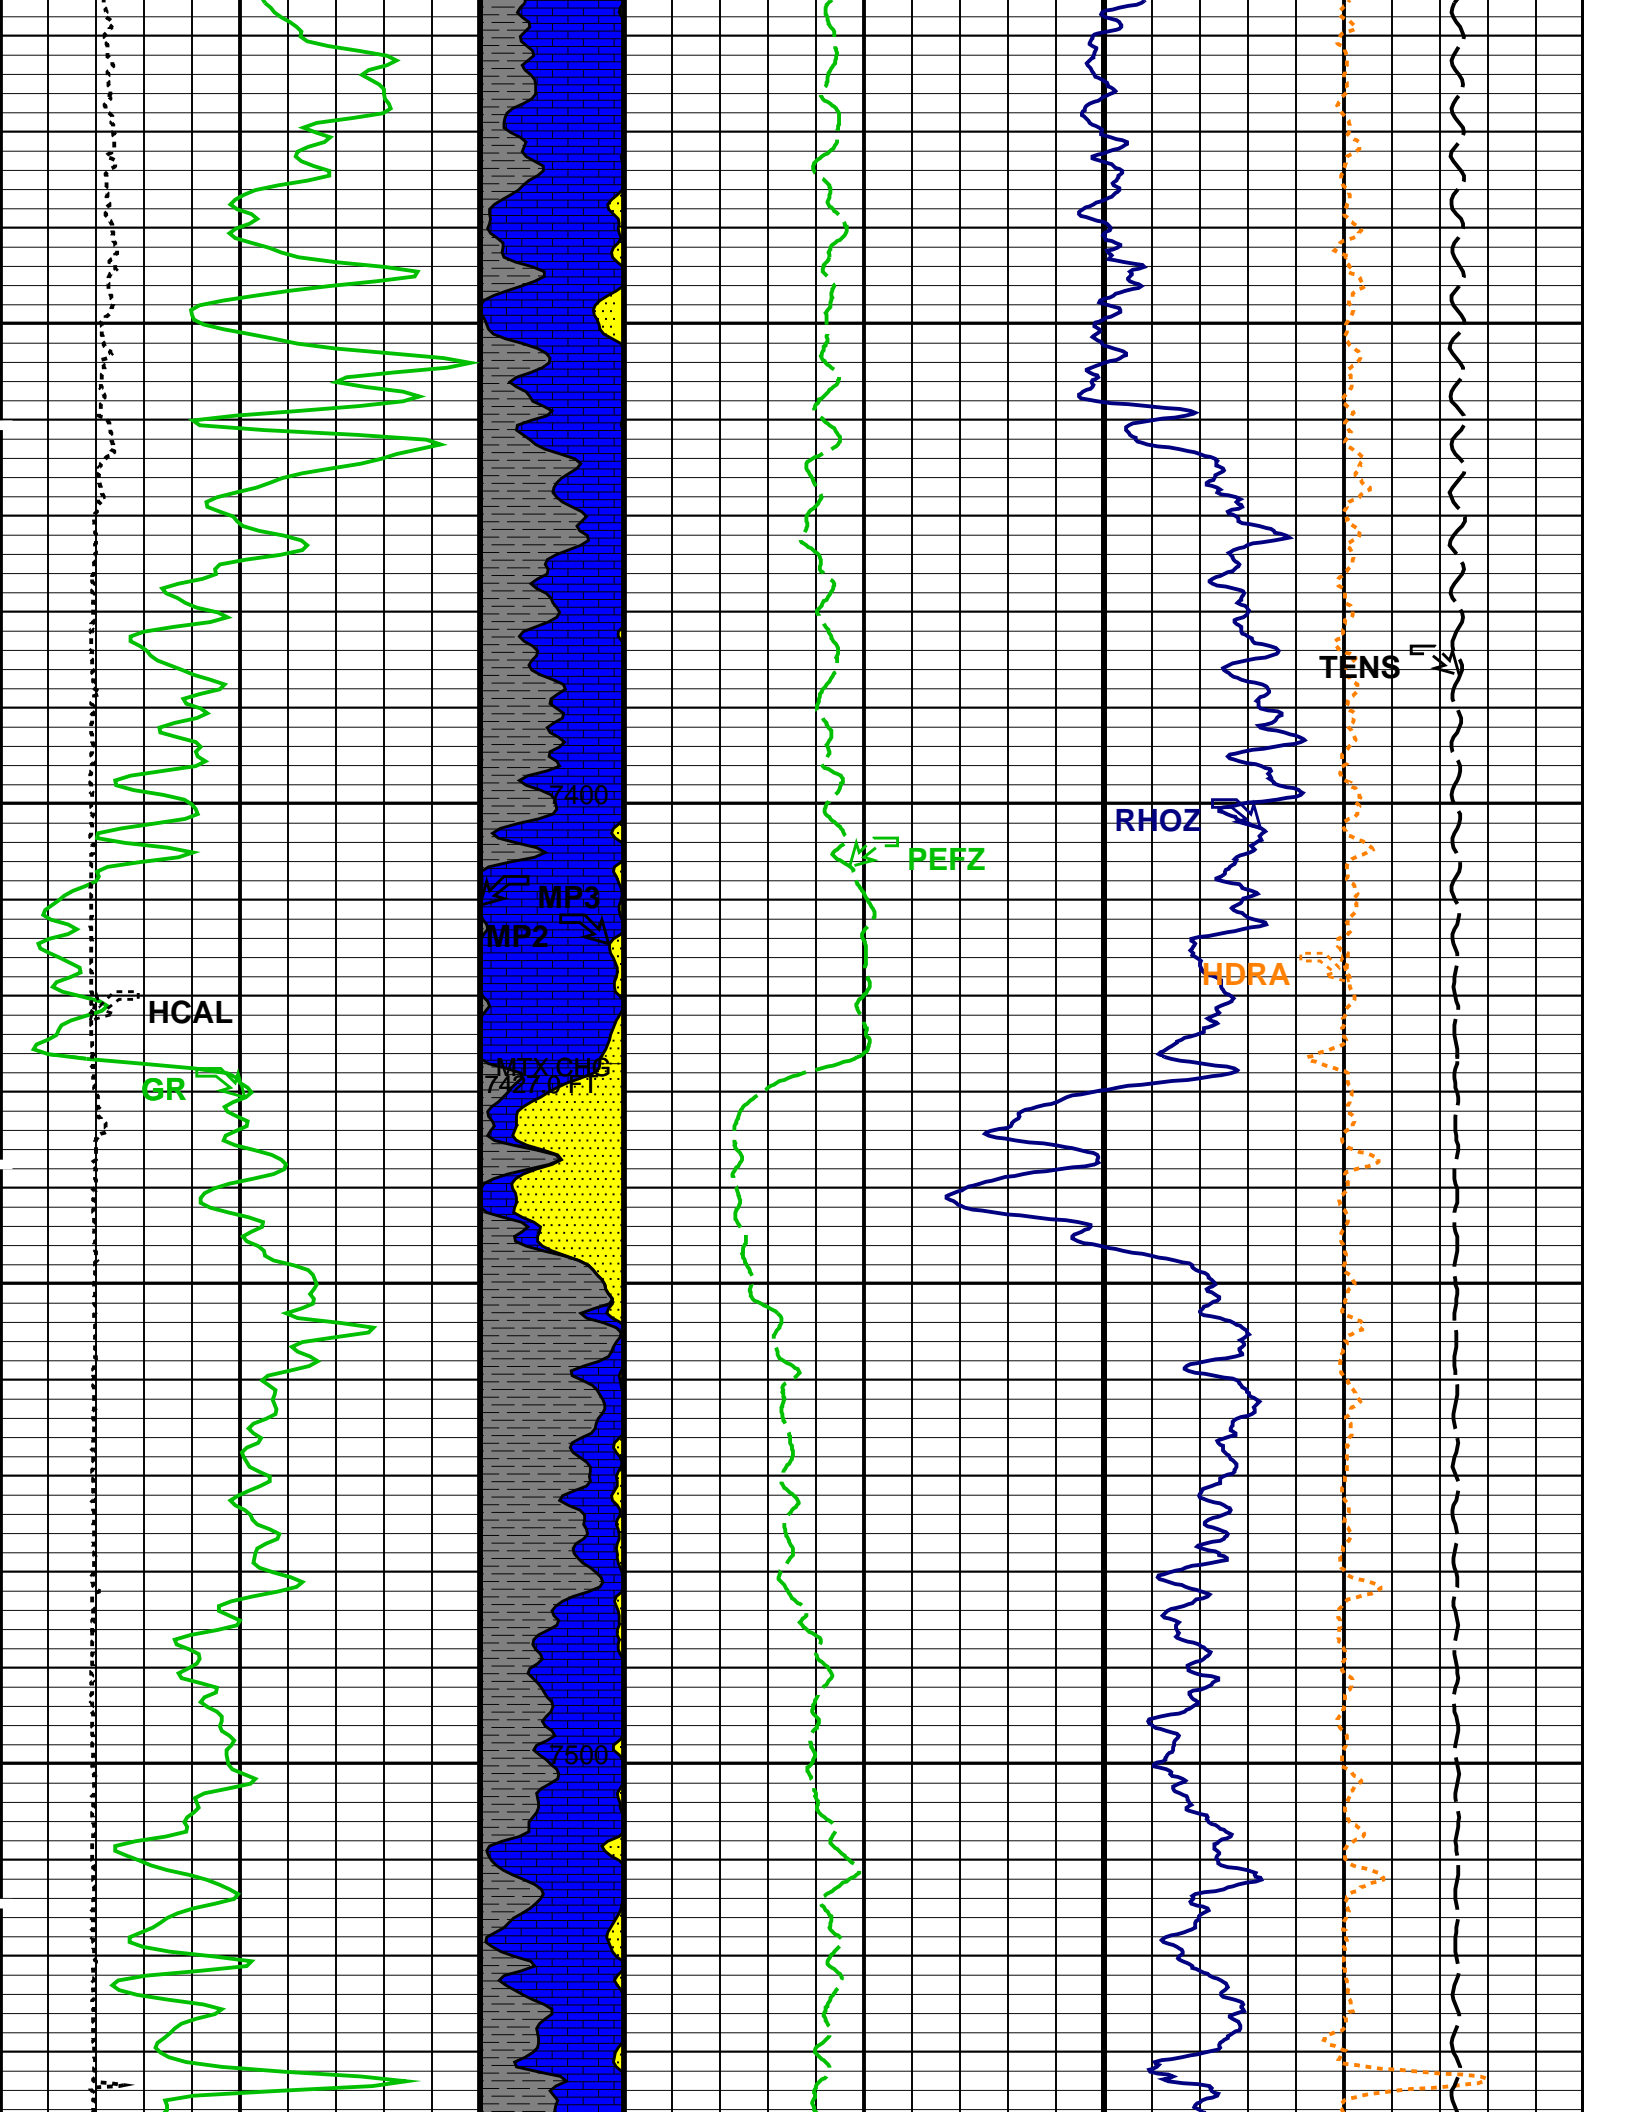 TENS
7400
RHOZ
PEFZ
MP3
MP2
HDRA
HCAL
MTX CHG
7427.0 FT
GR
7500